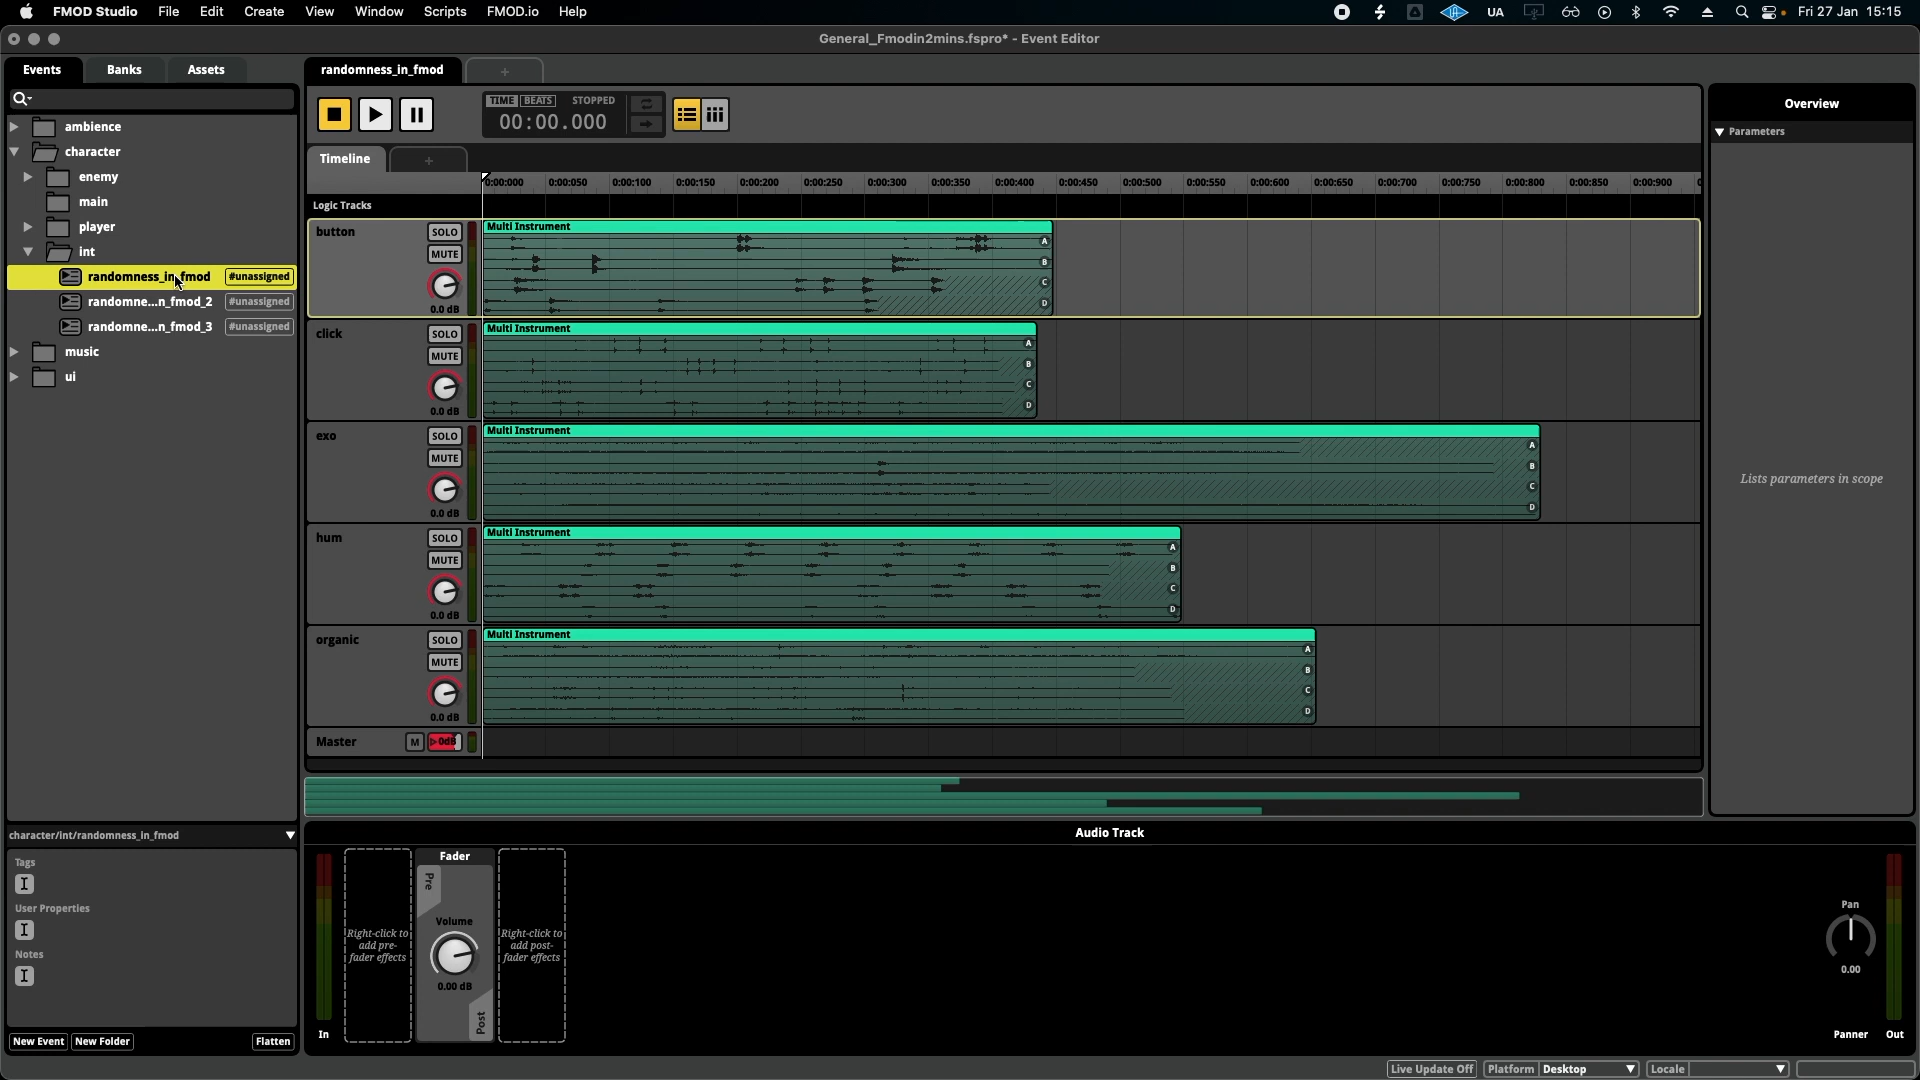 FMOD Studio File Edit Create View Window Scripts FMOD.io Help UA Fri 27 Jan 15:15
General_Fmodin2mins.fspro* - Event Editor
Events Banks Assets
ambience
character
enemy
main
player
int
randomness_in_fmod #unassigned
randomne...n_fmod_2 #unassigned
randomne...n_fmod_3 #unassigned
music
ui
character/int/randomness_in_fmod
Tags
User Properties
Notes
New Event New Folder Flatten
randomness_in_fmod +
TIME BEATS STOPPED
00:00.000
Timeline +
0:00:000 0:00:050 0:00:100 0:00:150 0:00:200 0:00:250 0:00:300 0:00:350 0:00:400 0:00:450 0:00:500 0:00:550 0:00:600 0:00:650 0:00:700 0:00:750 0:00:800 0:00:850 0:00:900
Logic Tracks
button SOLO Multi Instrument
MUTE
0.0 dB
A
B
C
D
click SOLO Multi Instrument
MUTE
0.0 dB
A
B
C
D
exo SOLO Multi Instrument
MUTE
0.0 dB
A
B
C
D
hum SOLO Multi Instrument
MUTE
0.0 dB
A
B
C
D
organic SOLO Multi Instrument
MUTE
0.0 dB
A
B
C
D
Master M 0dB
Overview
Parameters
Lists parameters in scope
Audio Track
In
Right-click to
add pre-
fader effects
Fader
Pre
Volume
0.00 dB
Post
Right-click to
add post-
fader effects
Pan
0.00
Panner Out
Live Update Off Platform Desktop Locale